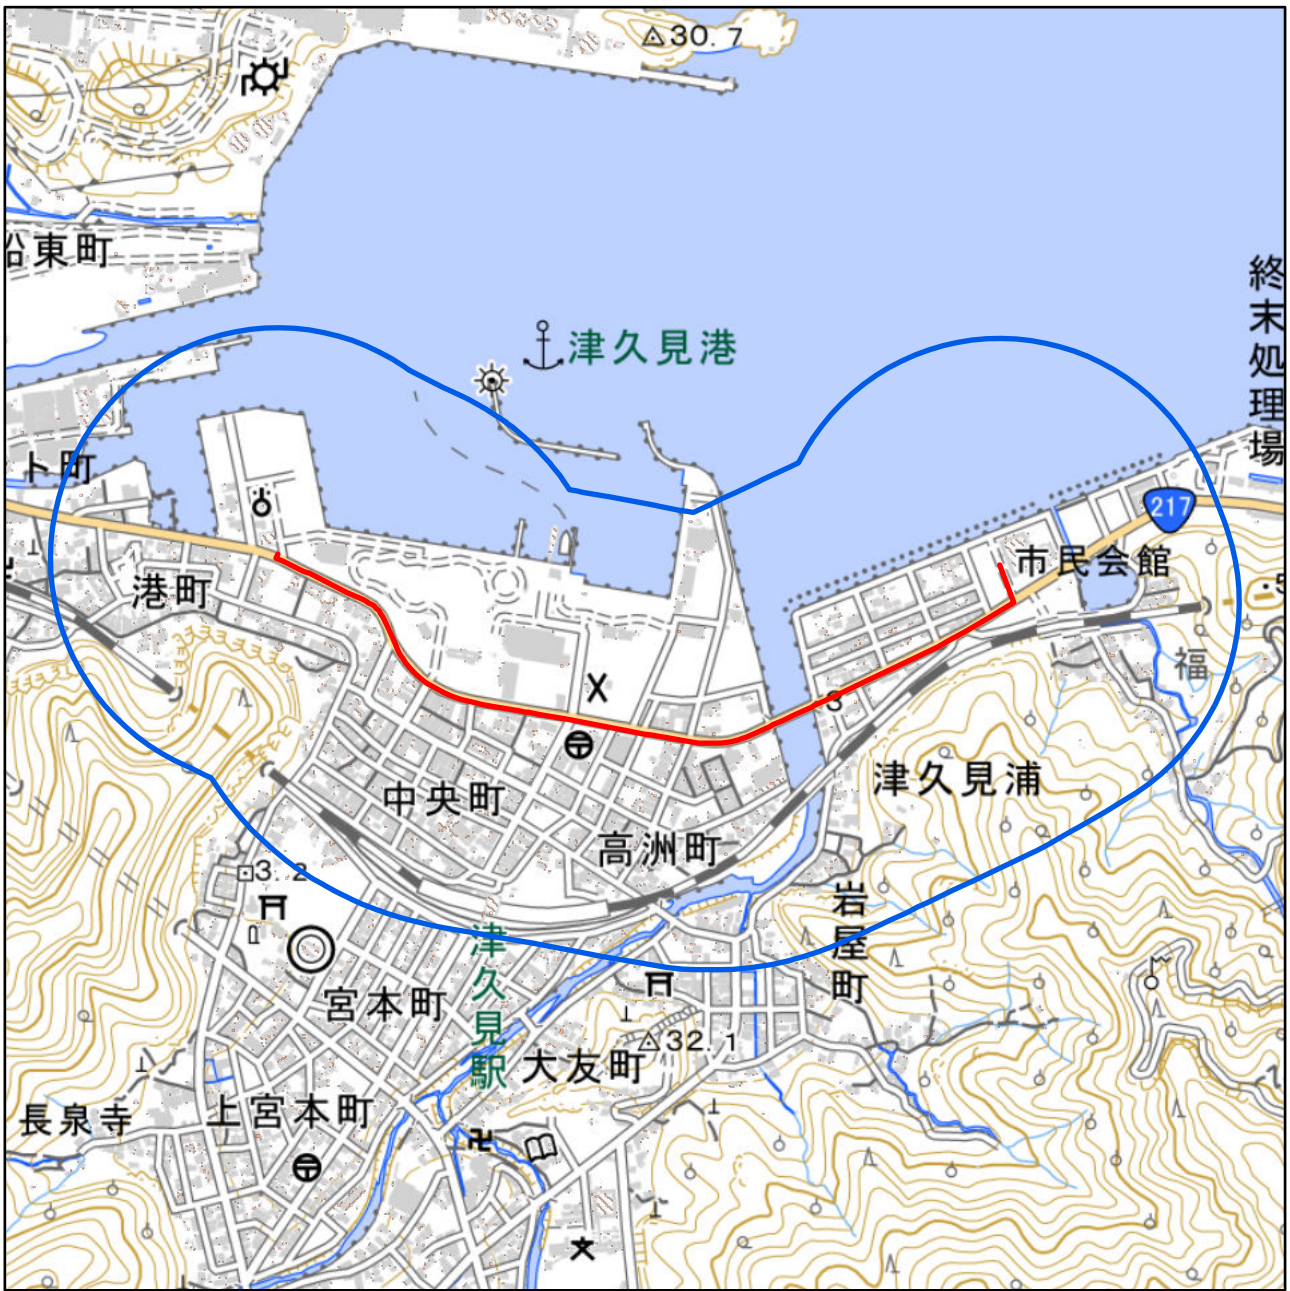 30.7
東町
終末処理場
津久見港
ト町
217
市民会館
港町
福
3
津久見浦
中央町
高洲町
3.2
岩屋町
津久見駅
宮本町
32.1
大友町
上宮本町
長泉寺